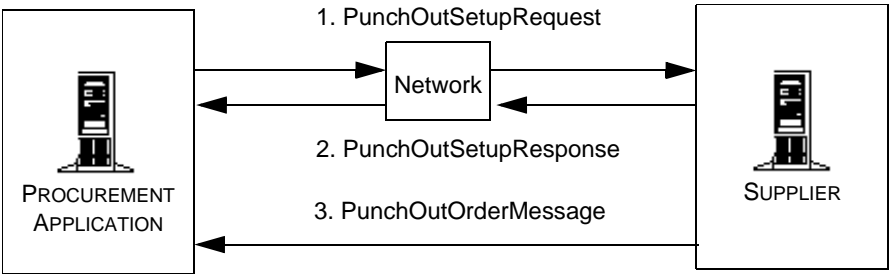 1. PunchOutSetupRequest
Network
2. PunchOutSetupResponse
PROCUREMENT
APPLICATION
SUPPLIER
3. PunchOutOrderMessage